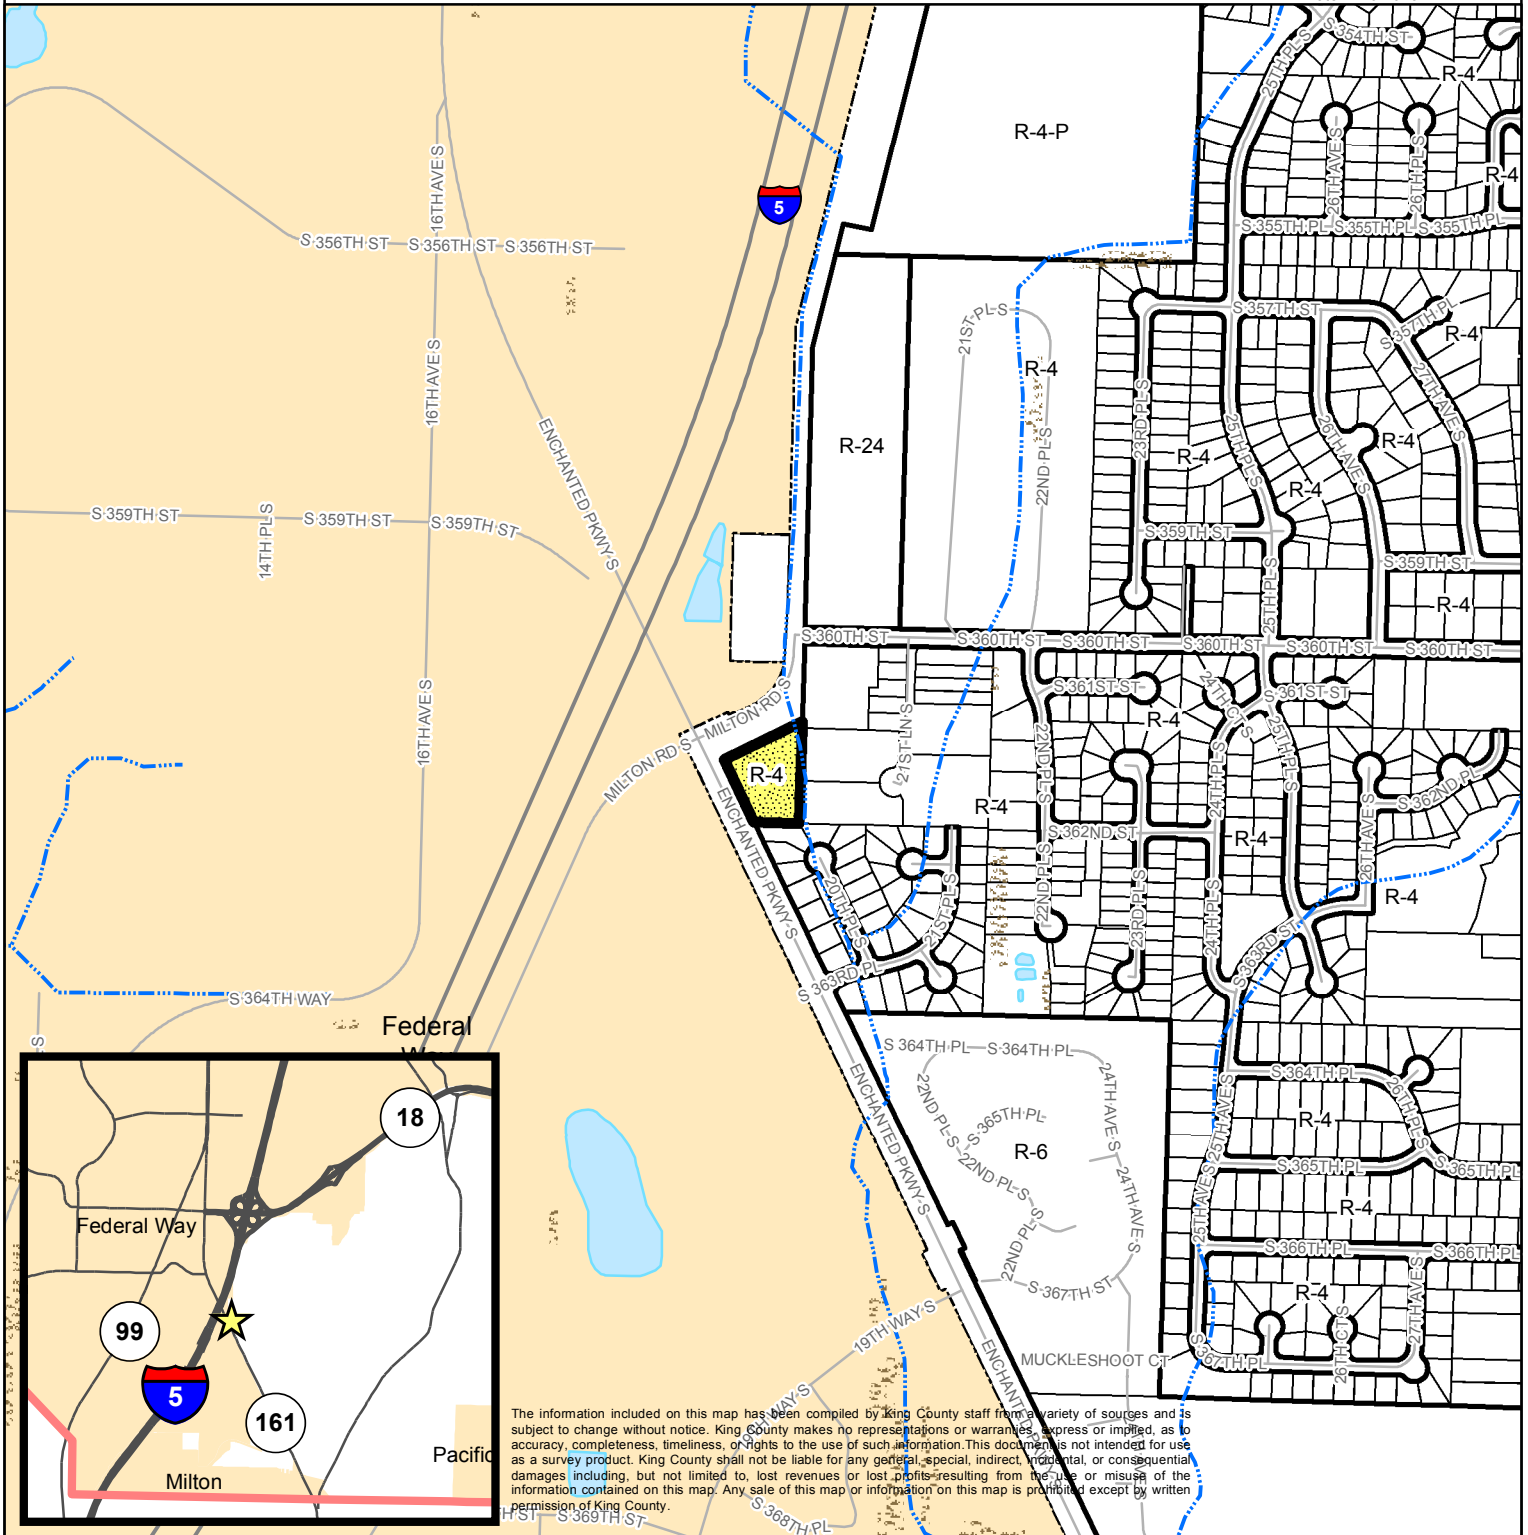 S 354TH ST
25TH PL S
R-4
R-4-P
26TH AVE S
26TH PL S
R-4
16TH AVE S
5
S 355TH PL
S 355TH PL
S 355TH PL
S 356TH ST
S 356TH ST
S 356TH ST
21ST PL S
S 357TH ST
S 357TH PL
R-4
R-4
16TH AVE S
23RD PL S
27TH AVE S
ENCHANTED PKWY S
R-24
22ND PL S
R-4
25TH PL S
R-4
26TH AVE S
R-4
S 359TH ST
14TH PL S
S 359TH ST
S 359TH ST
S 359TH ST
S 359TH ST
25TH PL S
R-4
S 360TH ST
S 360TH ST
S 360TH ST
S 360TH ST
S 360TH ST
S 360TH ST
16TH AVE S
MILTON RD S
MILTON RD S
21ST LN S
S 361ST ST
24TH CT S
S 361ST ST
R-4
22ND PL S
24TH PL S
25TH PL S
R-4
R-4
S 362ND ST
R-4
S 362ND PL
26TH AVE S
ENCHANTED PKWY S
20TH PL S
21ST PL S
22ND PL S
23RD PL S
24TH PL S
R-4
S 363RD PL
S 363RD ST
S 364TH WAY
Federal
S
S 364TH PL
S 364TH PL
22ND PL S
S 365TH PL
24TH AVE S
ENCHANTED PKWY S
R-6
22ND PL S
22ND PL S
24TH AVE S
S 367TH ST
25TH AVE S
S 364TH PL
26TH PL S
R-4
S 365TH PL
S 365TH PL
25TH AVE S
R-4
S 366TH PL
S 366TH PL
R-4
27TH AVE S
26TH CT S
S 367TH PL
19TH WAY S
ENCHANTED PKWY S
MUCKLESHOOT CT
19TH WAY S
24TH AVE S
18
Federal Way
99
5
161
Pacific
Milton
The information included on this map has been compiled by King County staff from a variety of sources and is
subject to change without notice. King County makes no representations or warranties, express or implied, as to
accuracy, completeness, timeliness, or rights to the use of such information.This document is not intended for use
as a survey product. King County shall not be liable for any general, special, indirect, incidental, or consequential
damages including, but not limited to, lost revenues or lost profits resulting from the use or misuse of the
information contained on this map. Any sale of this map or information on this map is prohibited except by written
permission of King County.
TH ST
S 369TH ST
S 368TH PL